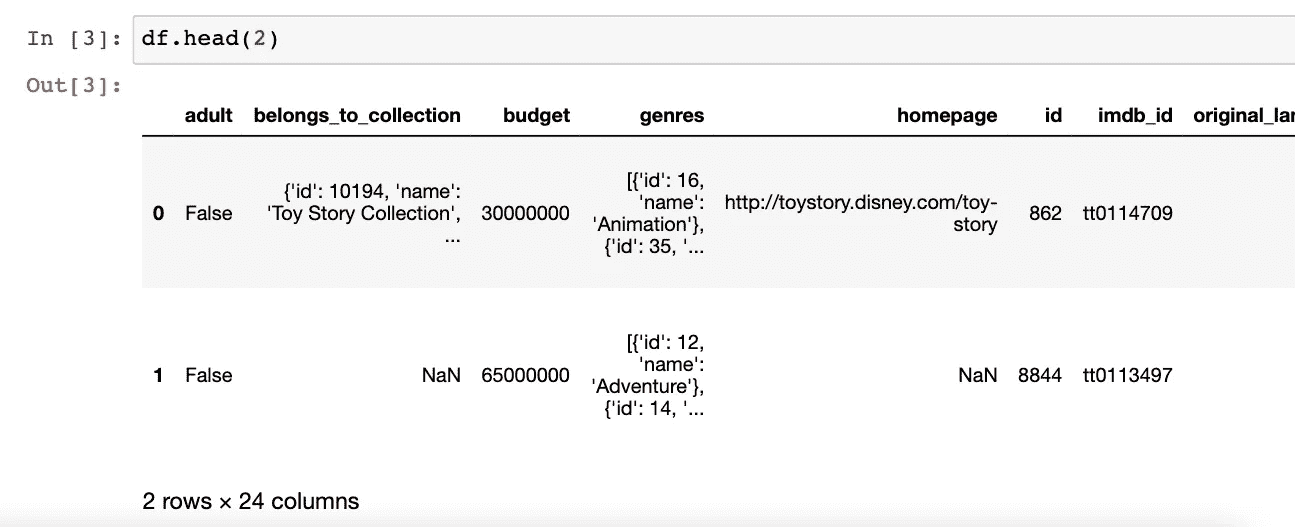 In [3]: df.head(2)
Out[3]:
adult belongs_to_collection budget genres homepage id imdb_id original_lan
{'id': 10194, 'name': 'Toy Story Collection', ...
0 False 30000000 [{'id': 16, 'name': 'Animation'}, {'id': 35, '... http://toystory.disney.com/toy-story 862 tt0114709
1 False NaN 65000000 [{'id': 12, 'name': 'Adventure'}, {'id': 14, '... NaN 8844 tt0113497
2 rows × 24 columns